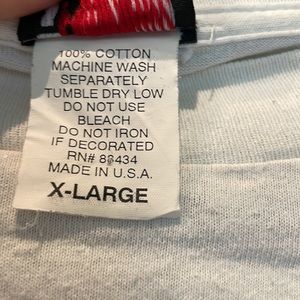 100% COTTON
MACHINE WASH
SEPARATELY
TUMBLE DRY LOW
DO NOT USE
BLEACH
DO NOT IRON
IF DECORATED
RN# 83434
MADE IN U.S.A.
X-LARGE